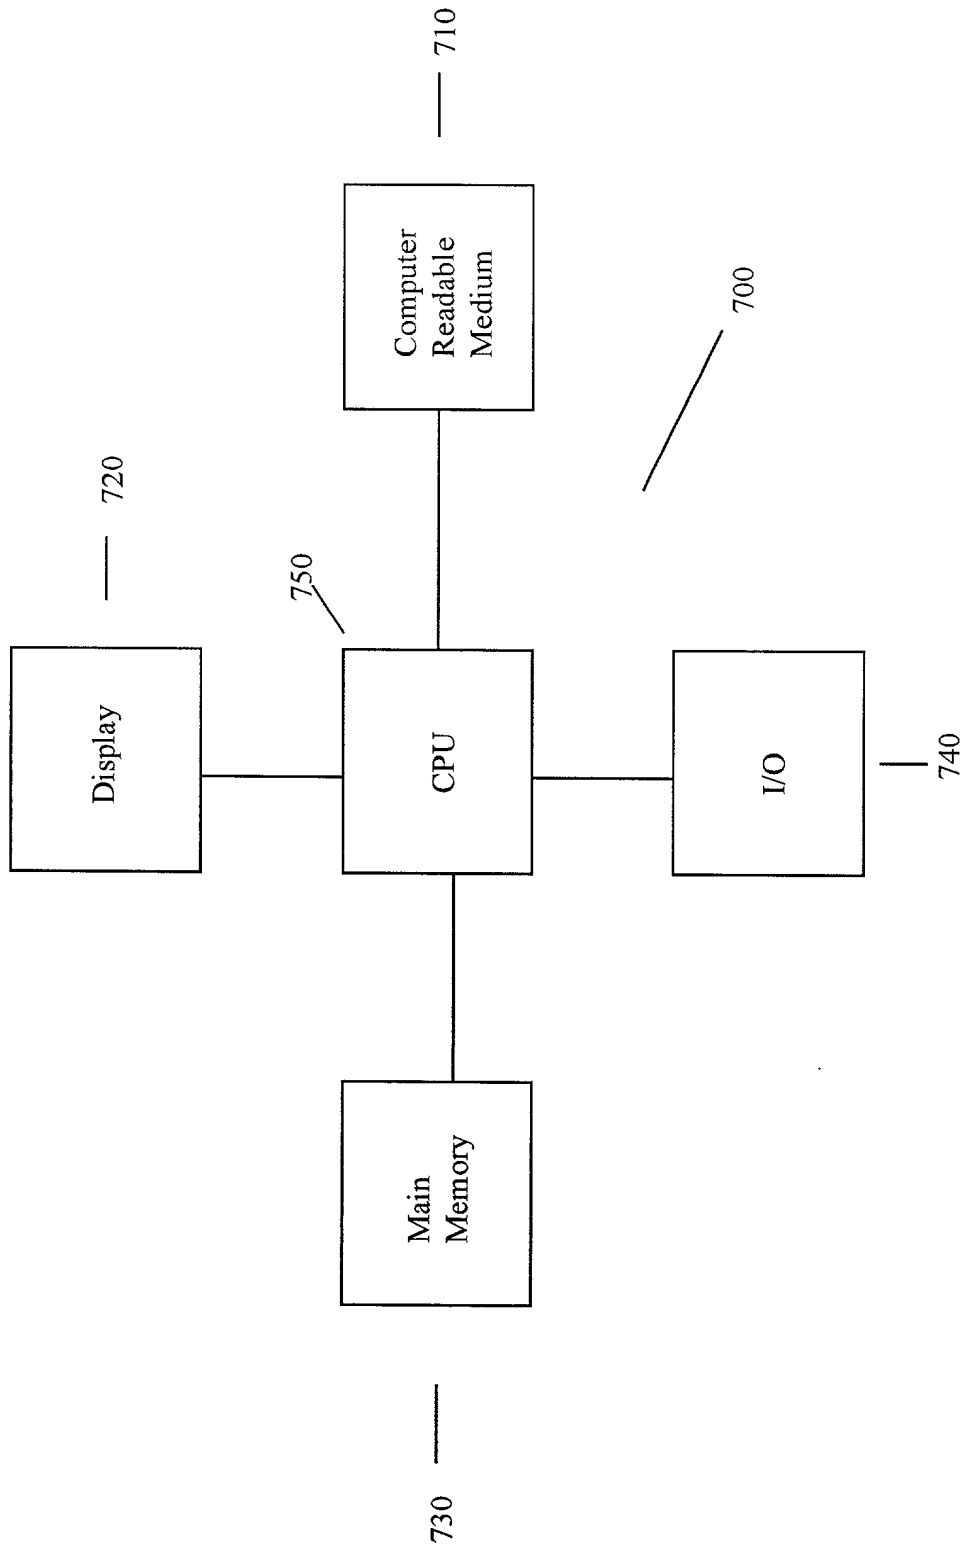 720
Display
750
730
Main
Memory
CPU
Computer
Readable
Medium
710
700
I/O
740